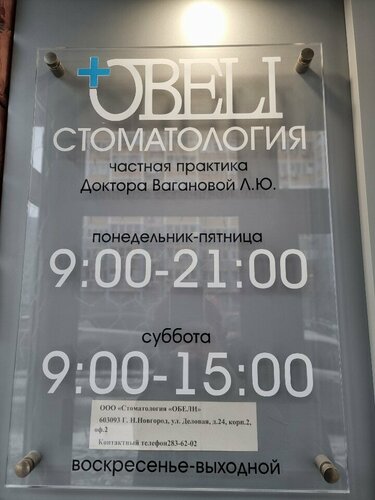 OBELI
СТОМАТОЛОГИЯ
частная практика
Доктора Вагановой Л.Ю.
понедельник-пятница
9:00-21:00
суббота
9:00-15:00
ООО «Стоматология «ОБЕЛИ»
603093 Г. Н.Новгород, ул. Деловая, д.24, корп.2,
оф.2
Контактный телефон283-62-02
воскресенье-выходной